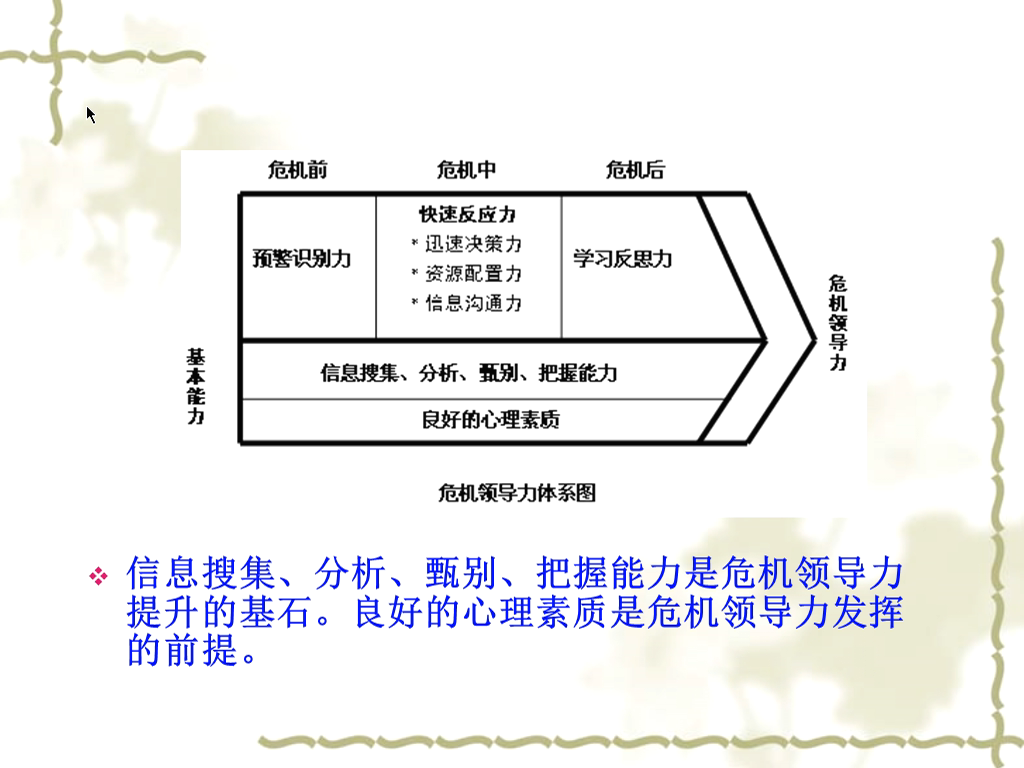 危机前 危机中 危机后
快速反应力
* 迅速决策力
预警识别力 学习反思力
* 资源配置力
* 信息沟通力
危机领导力
基本能力
信息搜集、分析、甄别、把握能力
良好的心理素质
危机领导力体系图
信息搜集、分析、甄别、把握能力是危机领导力
提升的基石。良好的心理素质是危机领导力发挥
的前提。